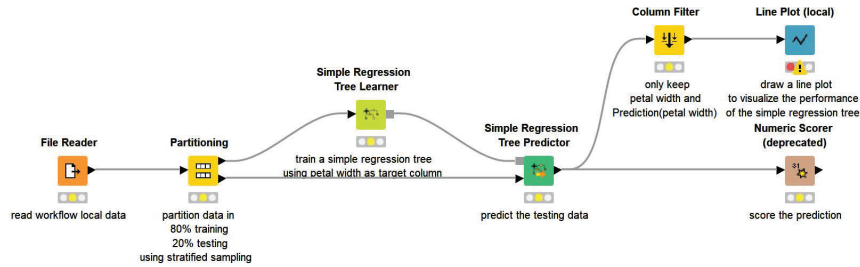 Column Filter
Line Plot (local)
only keep
petal width and
Prediction(petal width)
draw a line plot
to visualize the performance
of the simple regression tree
Simple Regression
Tree Learner
train a simple regression tree
using petal width as target column
File Reader
read workflow local data
Partitioning
partition data in
80% training
20% testing
using stratified sampling
Simple Regression
Tree Predictor
predict the testing data
Numeric Scorer
(deprecated)
31
score the prediction